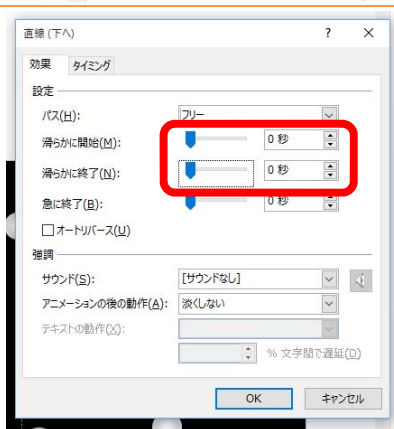 直線 (下へ) ? ×
効果 タイミング
設定
パス(H): フリー
滑らかに開始(M): 0 秒
滑らかに終了(N): 0 秒
急に終了(B): 0 秒
オートリバース(U)
強調
サウンド(S): [サウンドなし]
アニメーションの後の動作(A): 淡くしない
テキストの動作(X):
% 文字間で遅延(D)
OK キャンセル